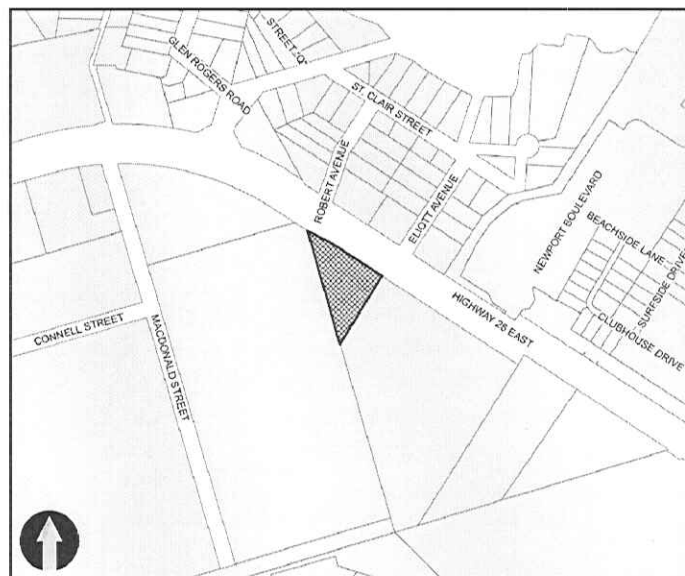 GLEN ROGERS ROAD
STREET "Q"
ST. CLAIR STREET
ROBERT AVENUE
ELIOTT AVENUE
NEWPORT BOULEVARD
BEACHSIDE LANE
SURFSIDE DRIVE
CLUBHOUSE DRIVE
HIGHWAY 26 EAST
CONNELL STREET
MACDONALD STREET